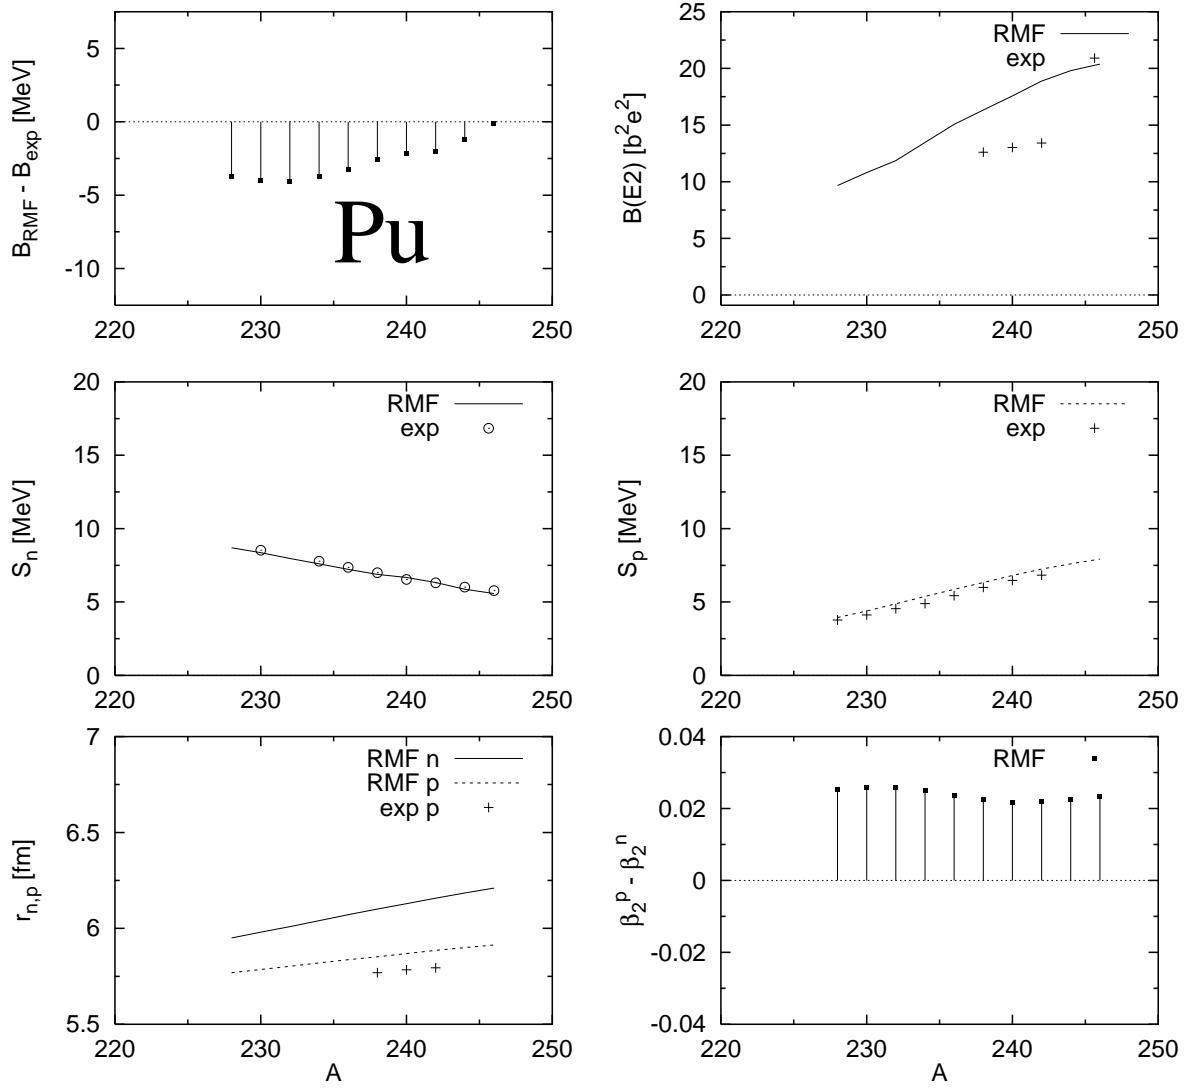 5
0
-5
-10
220
230
240
250
B_RMF - B_exp [MeV]
Pu
25
20
15
10
5
0
220
230
240
250
B(E2) [b^2e^2]
RMF
exp
20
15
10
5
0
220
230
240
250
S_n [MeV]
RMF
exp
20
15
10
5
0
220
230
240
250
S_p [MeV]
RMF
exp
7
6.5
6
5.5
220
230
240
250
r_n,p [fm]
A
RMF n
RMF p
exp p
0.04
0.02
0
-0.02
-0.04
220
230
240
250
β_2^p - β_2^n
A
RMF